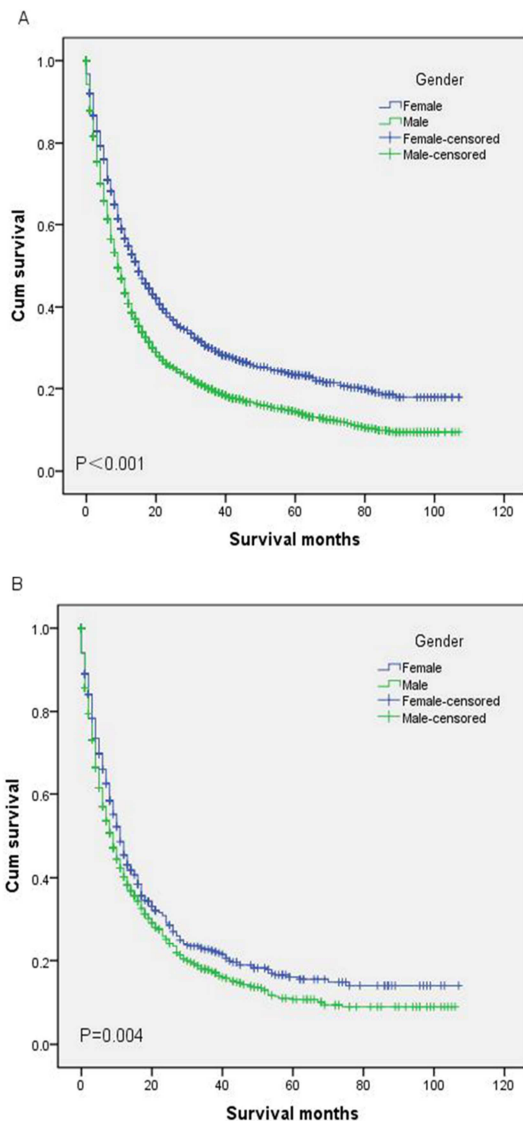 A
Gender
Female
Male
Female-censored
Male-censored
1.0
0.8
0.6
0.4
0.2
0.0
Cum survival
P<0.001
0 20 40 60 80 100 120
Survival months
B
Gender
Female
Male
Female-censored
Male-censored
1.0
0.8
0.6
0.4
0.2
0.0
Cum survival
P=0.004
0 20 40 60 80 100 120
Survival months